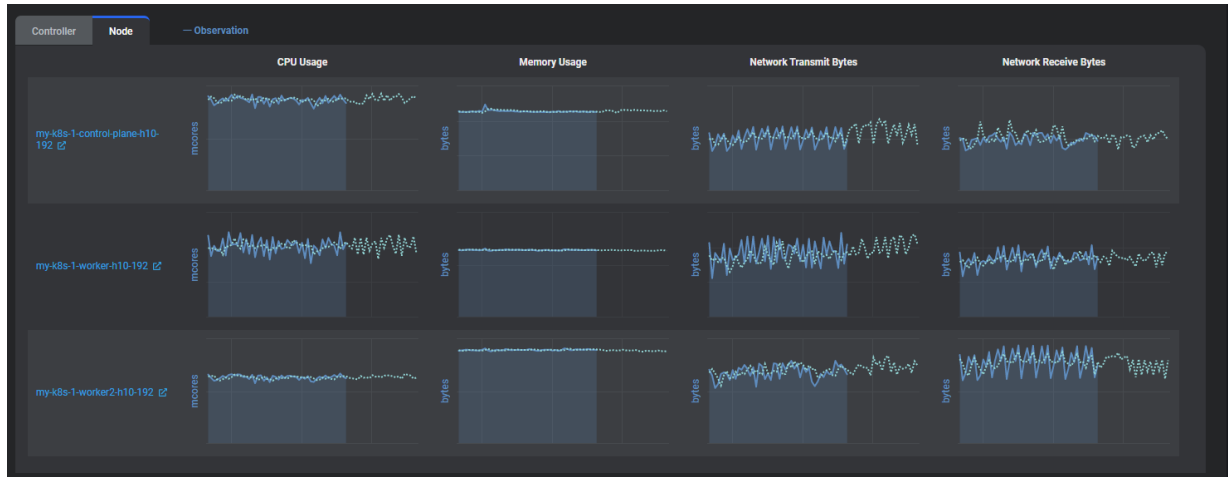 Controller
Node
— Observation
CPU Usage
Memory Usage
Network Transmit Bytes
Network Receive Bytes
my-k8s-1-control-plane-h10-
192
mcores
bytes
bytes
bytes
my-k8s-1-worker-h10-192
mcores
bytes
bytes
bytes
my-k8s-1-worker2-h10-192
mcores
bytes
bytes
bytes